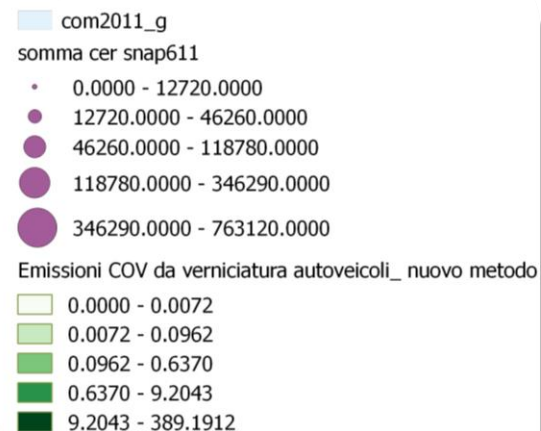 com2011_g
somma cer snap611
0.0000 - 12720.0000
12720.0000 - 46260.0000
46260.0000 - 118780.0000
118780.0000 - 346290.0000
346290.0000 - 763120.0000
Emissioni COV da verniciatura autoveicoli_ nuovo metodo
0.0000 - 0.0072
0.0072 - 0.0962
0.0962 - 0.6370
0.6370 - 9.2043
9.2043 - 389.1912